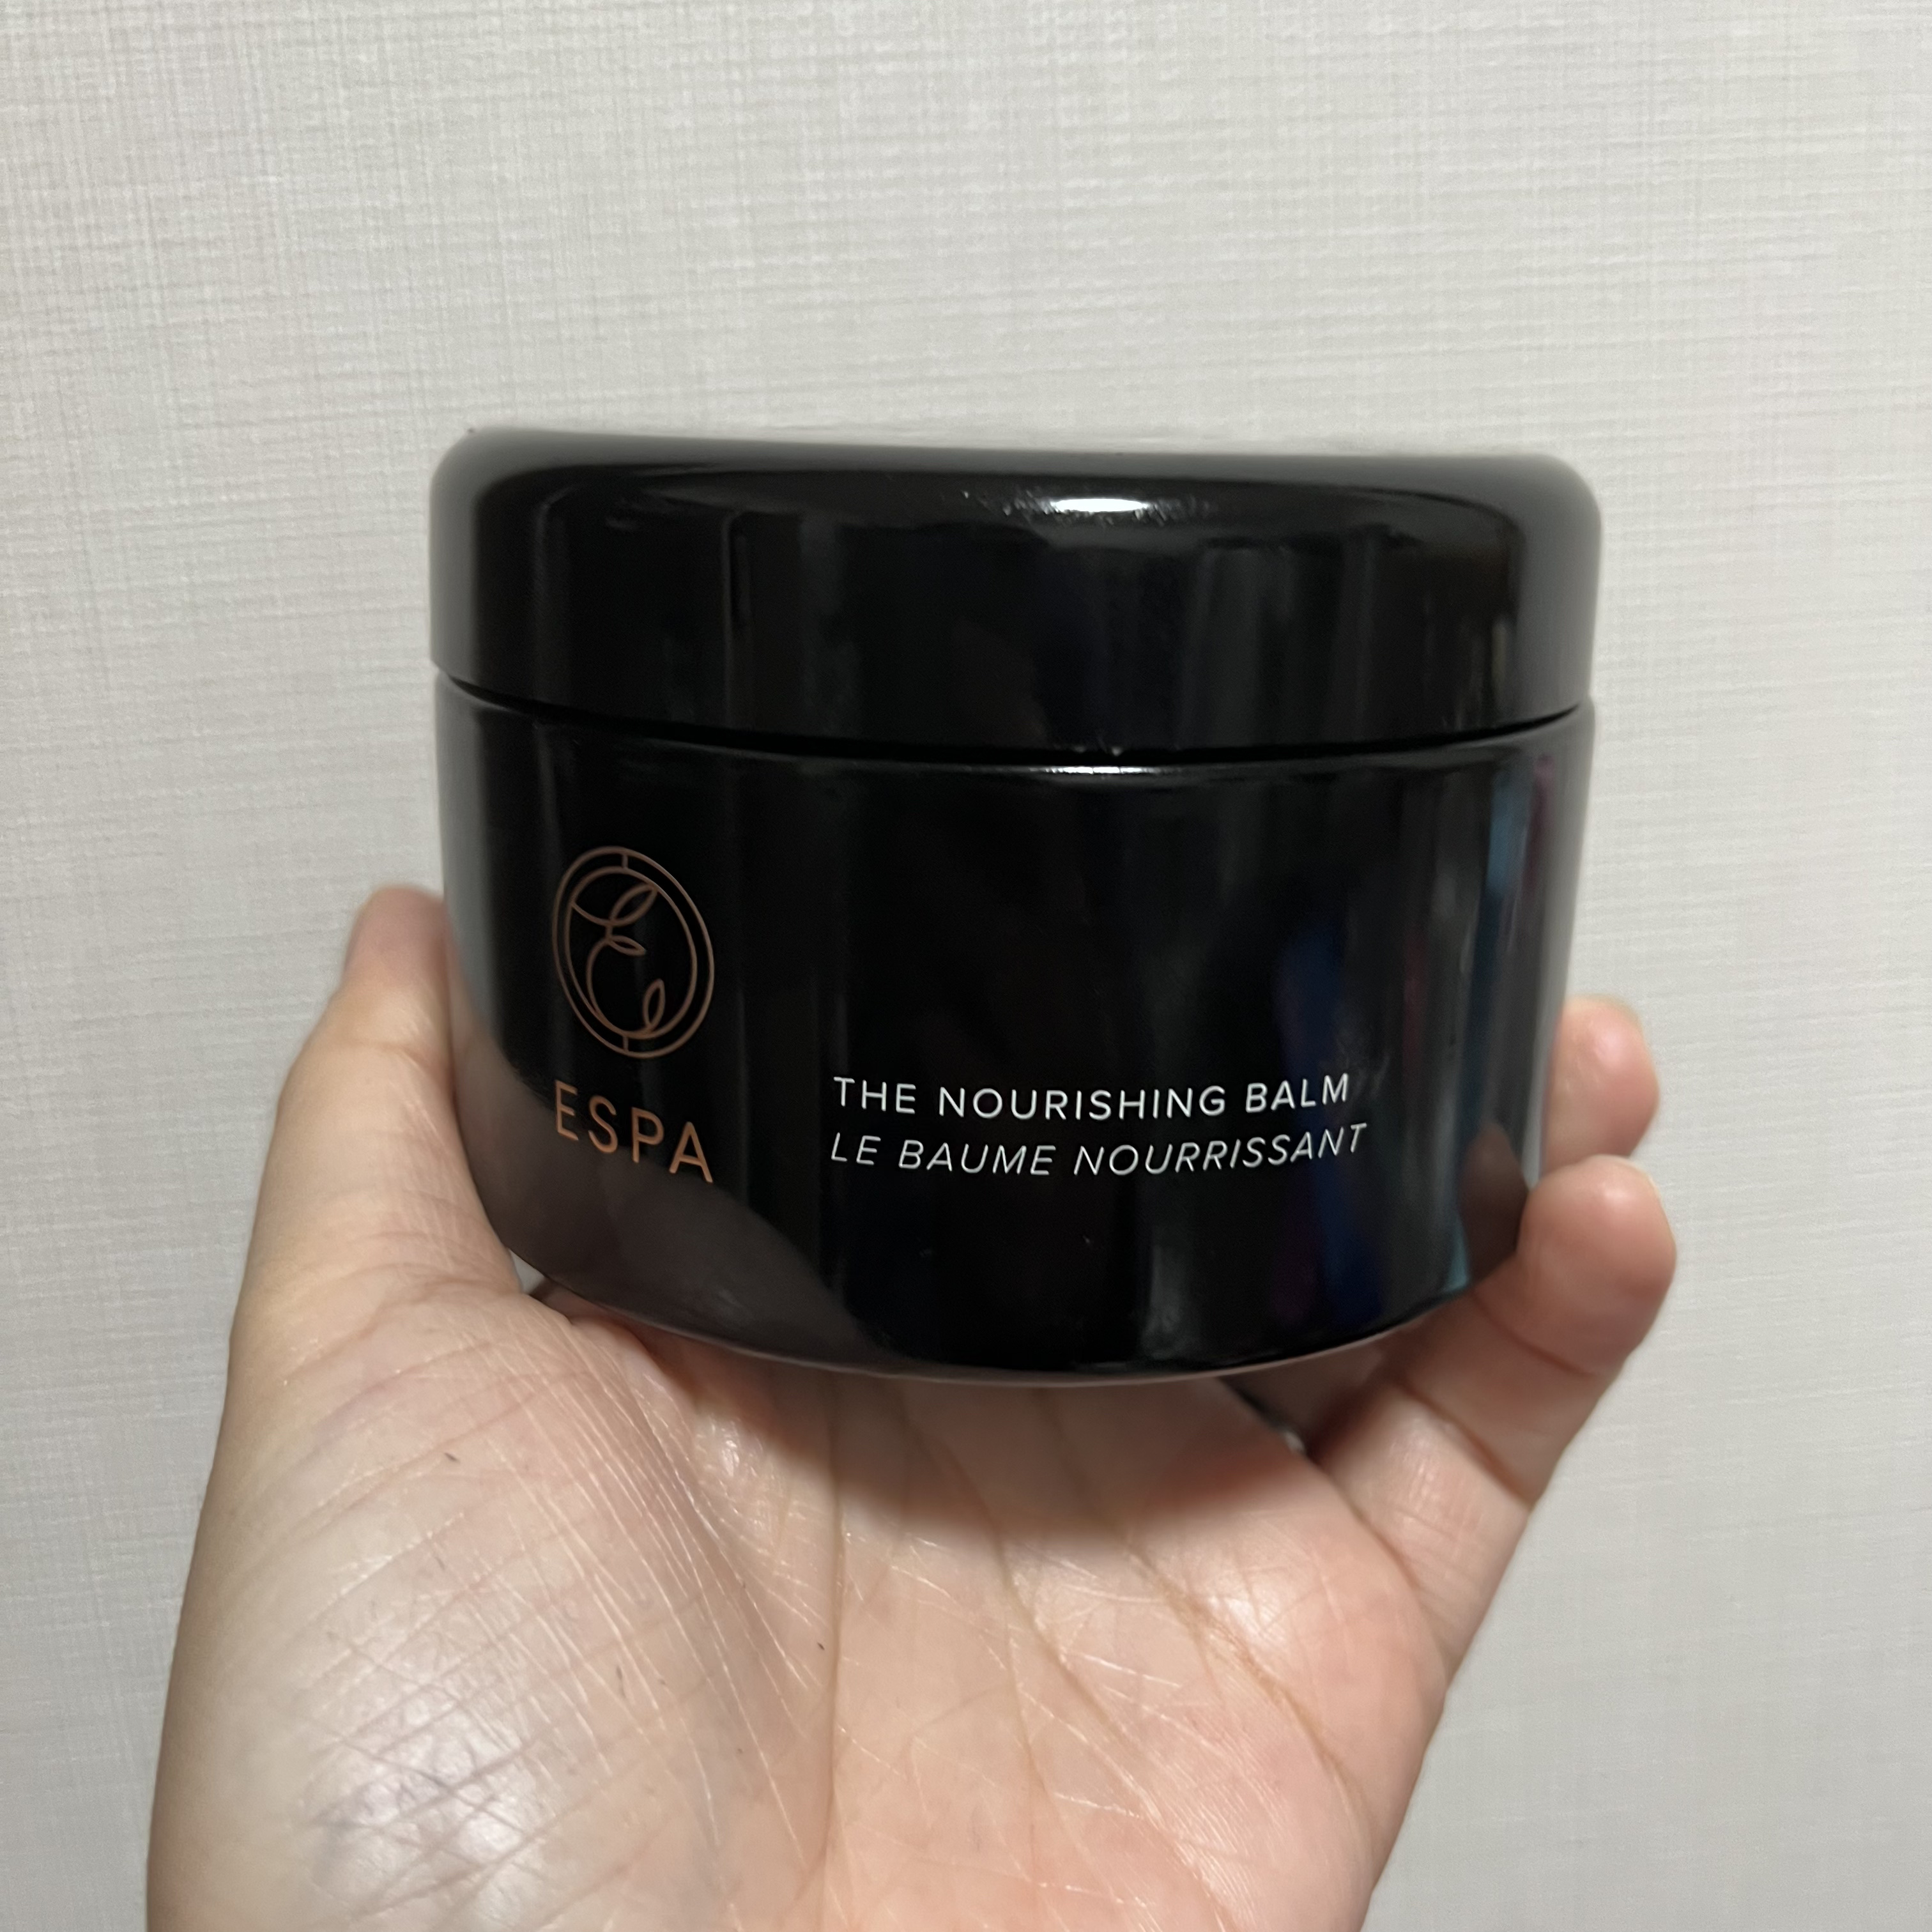 ESPA
THE NOURISHING BALM
LE BAUME NOURRISSANT